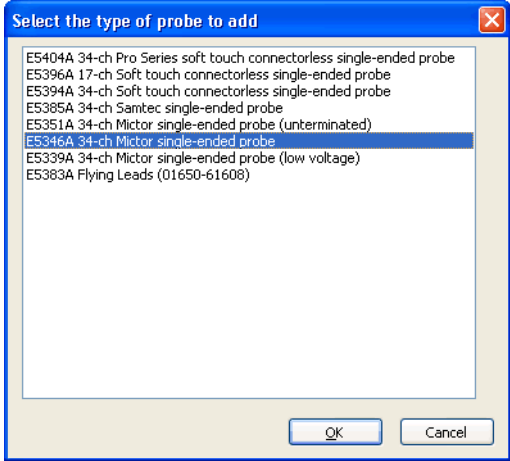 Select the type of probe to add
E5404A 34-ch Pro Series soft touch connectorless single-ended probe
E5396A 17-ch Soft touch connectorless single-ended probe
E5394A 34-ch Soft touch connectorless single-ended probe
E5385A 34-ch Samtec single-ended probe
E5351A 34-ch Mictor single-ended probe (unterminated)
E5346A 34-ch Mictor single-ended probe
E5339A 34-ch Mictor single-ended probe (low voltage)
E5383A Flying Leads (01650-61608)
OK
Cancel